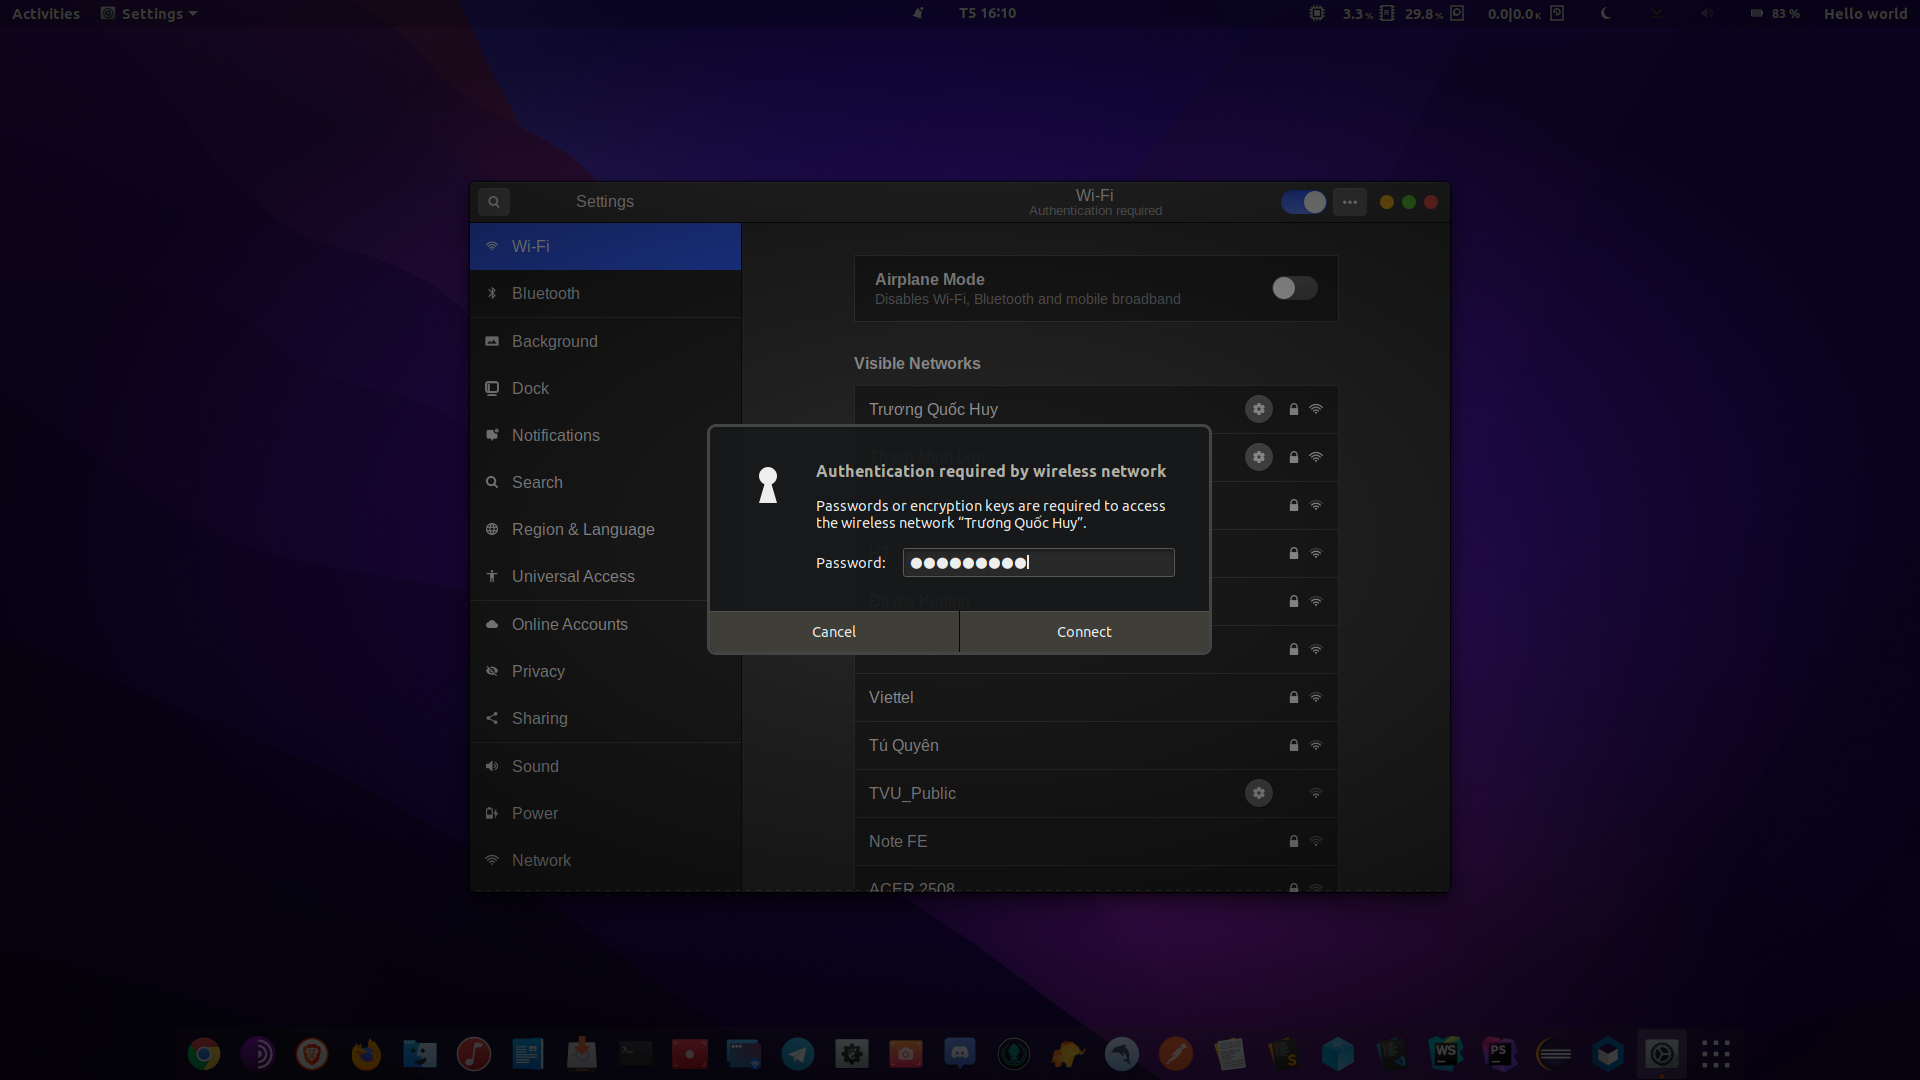 Activities
Settings
T5 16:10
3.3 %
29.8 %
0.0|0.0 K
83 %
Hello world
Settings
Wi-Fi
Authentication required
Wi-Fi
Bluetooth
Background
Dock
Notifications
Search
Region & Language
Universal Access
Online Accounts
Privacy
Sharing
Sound
Power
Network
Airplane Mode
Disables Wi-Fi, Bluetooth and mobile broadband
Visible Networks
Trương Quốc Huy
Authentication required by wireless network
Passwords or encryption keys are required to access
the wireless network “Trương Quốc Huy”.
Password:
Cancel
Connect
Viettel
Tú Quyên
TVU_Public
Note FE
ACER 2508
S
WS
PS